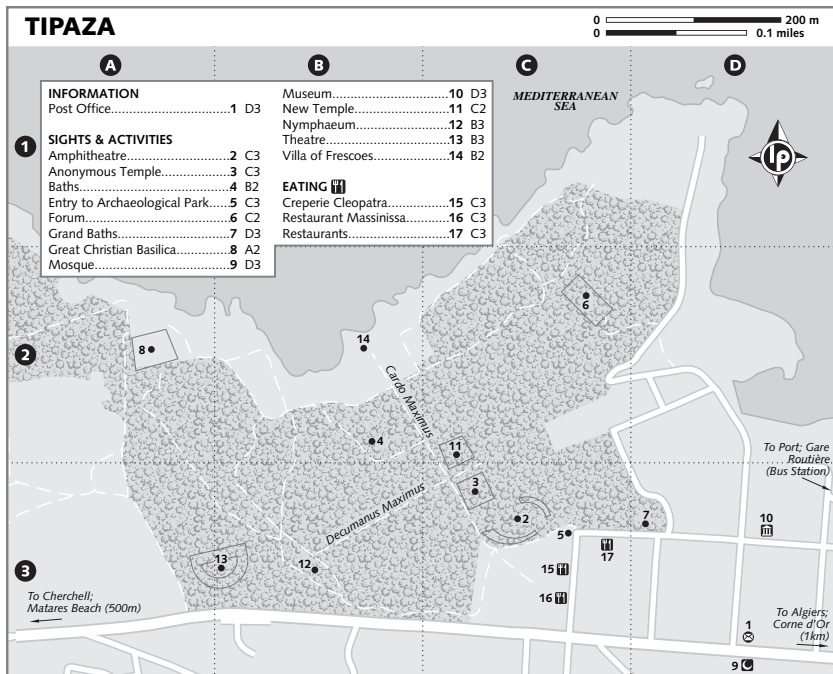 TIPAZA
0 200 m
0 0.1 miles
A B C D
INFORMATION
Post Office..............................1 D3
SIGHTS & ACTIVITIES
Amphitheatre.........................2 C3
Anonymous Temple................3 C3
Baths.......................................4 B2
Entry to Archaeological Park....5 C3
Forum.....................................6 C2
Grand Baths............................7 D3
Great Christian Basilica............8 A2
Mosque...................................9 D3
Museum................................10 D3
New Temple..........................11 C2
Nymphaeum..........................12 B3
Theatre..................................13 B3
Villa of Frescoes.....................14 B2
EATING
Creperie Cleopatra.................15 C3
Restaurant Massinissa............16 C3
Restaurants............................17 C3
MEDITERRANEAN
SEA
lp
1
6
2
8
14
Cardo Maximus
4
11
To Port; Gare
Routière
(Bus Station)
3
Decumanus Maximus
2
5
7
10
17
3
13
12
15
16
To Cherchell;
Matares Beach (500m)
To Algiers;
Corne d'Or
(1km)
1
9